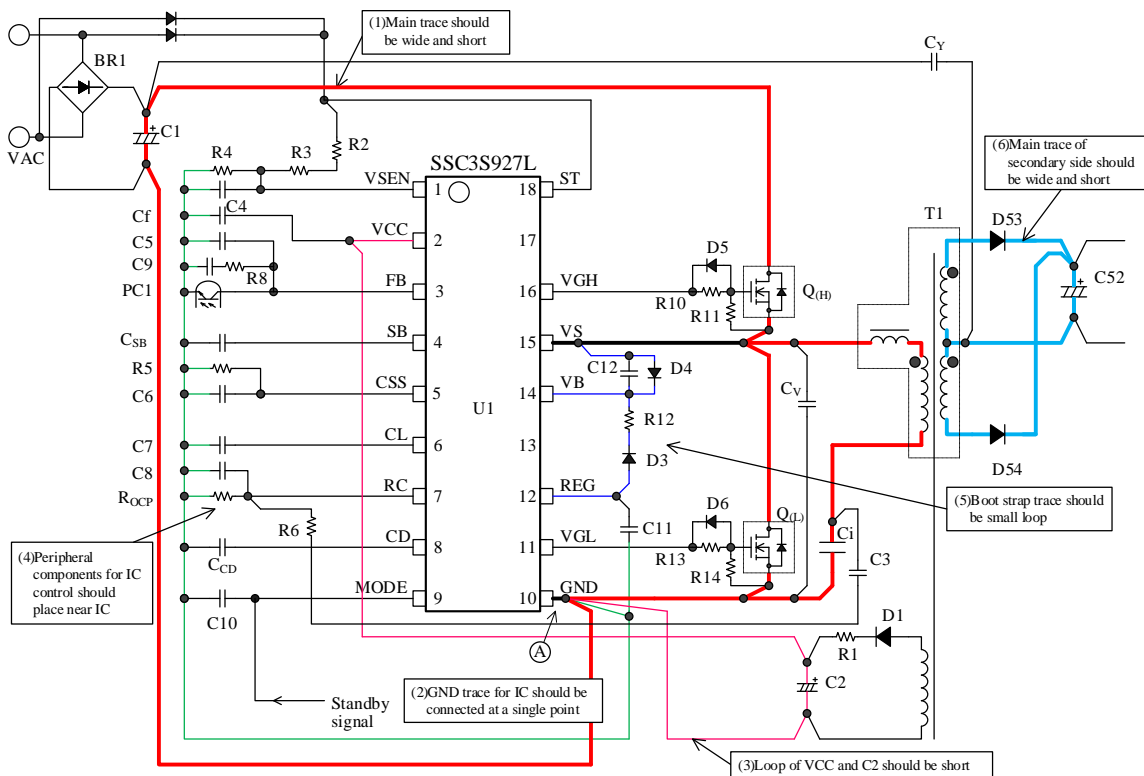 (1)Main trace should
be wide and short
CY
BR1
C1
VAC
R2
R4
R3
SSC3S927L
VSEN
1
18
ST
(6)Main trace of
secondary side should
be wide and short
T1
D53
C52
D54
Cf
C4
VCC
2
17
C5
C9
R8
PC1
FB
3
16
VGH
D5
R10
R11
Q(H)
CSB
SB
4
15
VS
R5
C6
CSS
5
14
VB
C12
D4
CV
U1
R12
C7
CL
6
13
D3
C8
ROCP
RC
7
12
REG
(5)Boot strap trace should
be small loop
R6
C11
D6
Q(L)
Ci
C3
(4)Peripheral
components for IC
control should
place near IC
CCD
CD
8
11
VGL
R13
R14
C10
MODE
9
10
GND
A
D1
R1
C2
Standby
signal
(2)GND trace for IC should be
connected at a single point
(3)Loop of VCC and C2 should be short